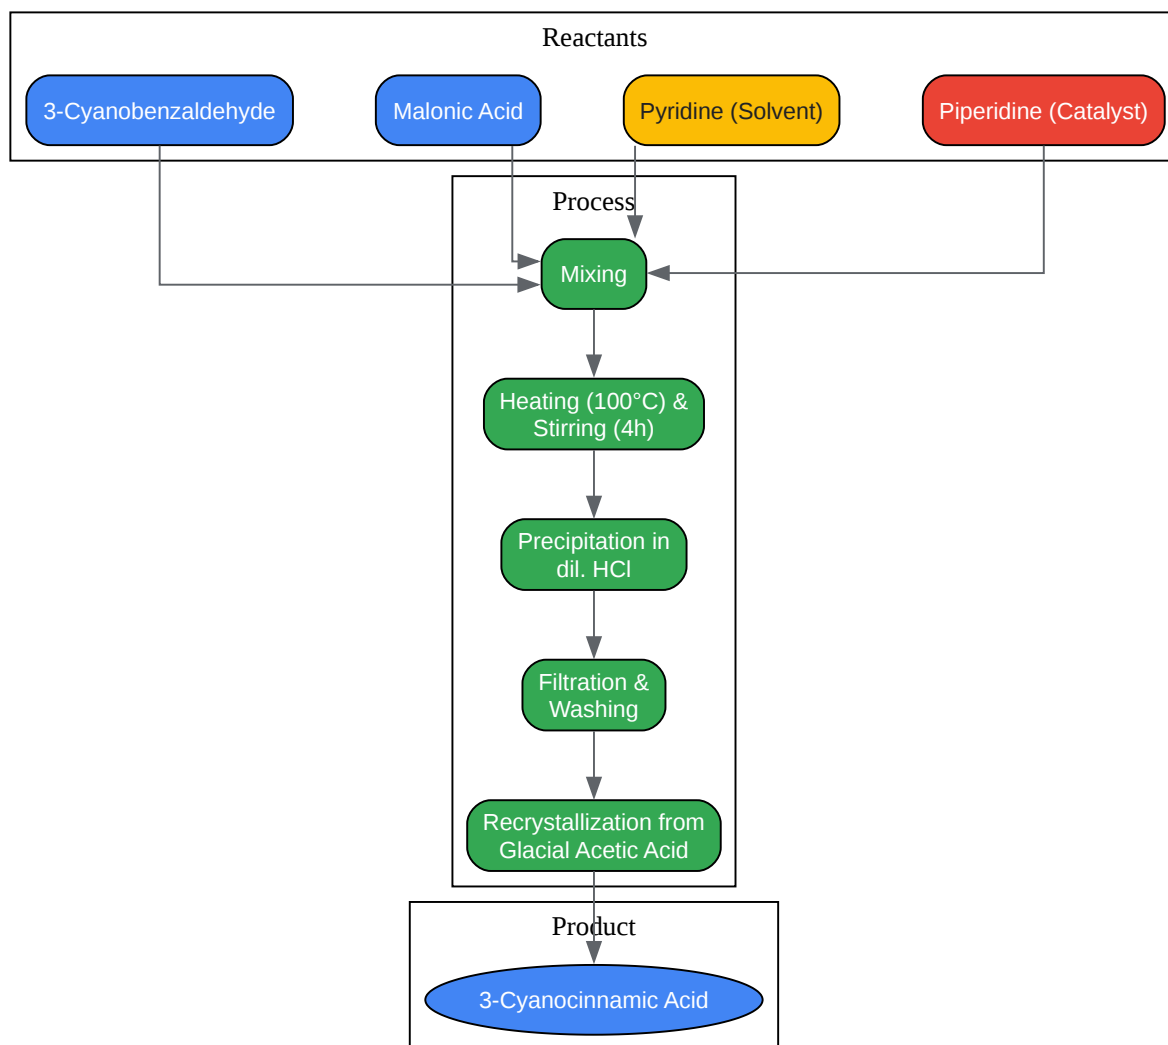 Reactants
3-Cyanobenzaldehyde
Malonic Acid
Pyridine (Solvent)
Piperidine (Catalyst)
Process
Mixing
Heating (100°C) &
Stirring (4h)
Precipitation in
dil. HCl
Filtration &
Washing
Recrystallization from
Glacial Acetic Acid
Product
3-Cyanocinnamic Acid